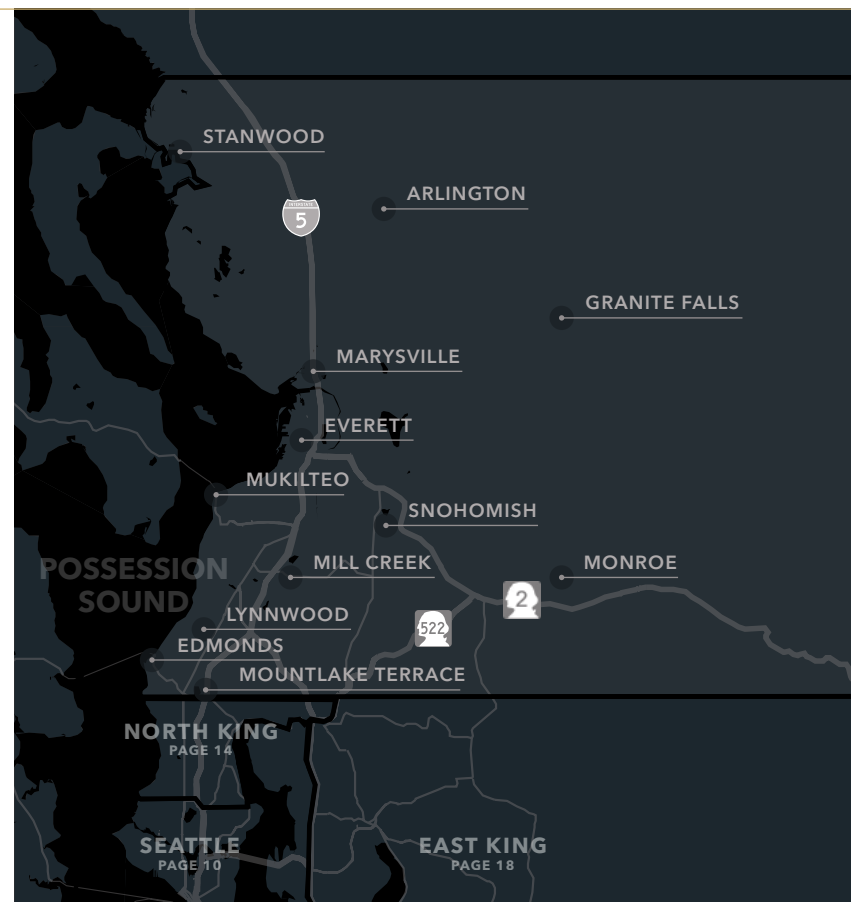 STANWOOD
ARLINGTON
INTERSTATE
5
GRANITE FALLS
MARYSVILLE
EVERETT
MUKILTEO
SNOHOMISH
POSSESSION
SOUND
MILL CREEK
MONROE
2
522
LYNNWOOD
EDMONDS
MOUNTLAKE TERRACE
NORTH KING
PAGE 14
SEATTLE
PAGE 10
EAST KING
PAGE 18